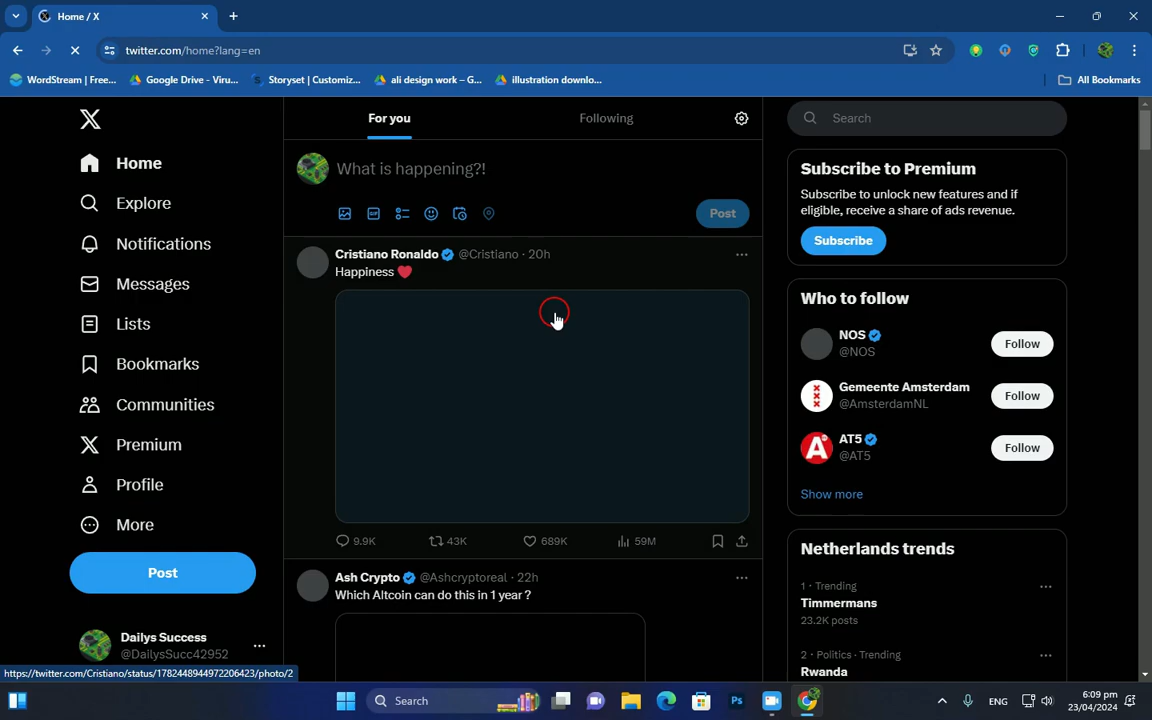 Home / X
twitter.com/home?lang=en
WordStream | Free...
Google Drive - Viru...
Storyset | Customiz...
ali design work – G...
illustration downlo...
All Bookmarks
Home
Explore
Notifications
Messages
Lists
Bookmarks
Communities
Premium
Profile
More
Post
Dailys Success
@DailysSucc42952
For you
Following
What is happening?!
GIF
Post
Cristiano Ronaldo @Cristiano · 20h
Happiness ❤️
9.9K 43K 689K 59M
Ash Crypto @Ashcryptoreal · 22h
Which Altcoin can do this in 1 year ?
Search
Subscribe to Premium
Subscribe to unlock new features and if
eligible, receive a share of ads revenue.
Subscribe
Who to follow
NOS
@NOS
Follow
Gemeente Amsterdam
@AmsterdamNL
Follow
AT5
@AT5
Follow
Show more
Netherlands trends
1 · Trending
Timmermans
23.2K posts
2 · Politics · Trending
Rwanda
https://twitter.com/Cristiano/status/1782448944972206423/photo/2
Search
Ps
ENG
6:09 pm
23/04/2024